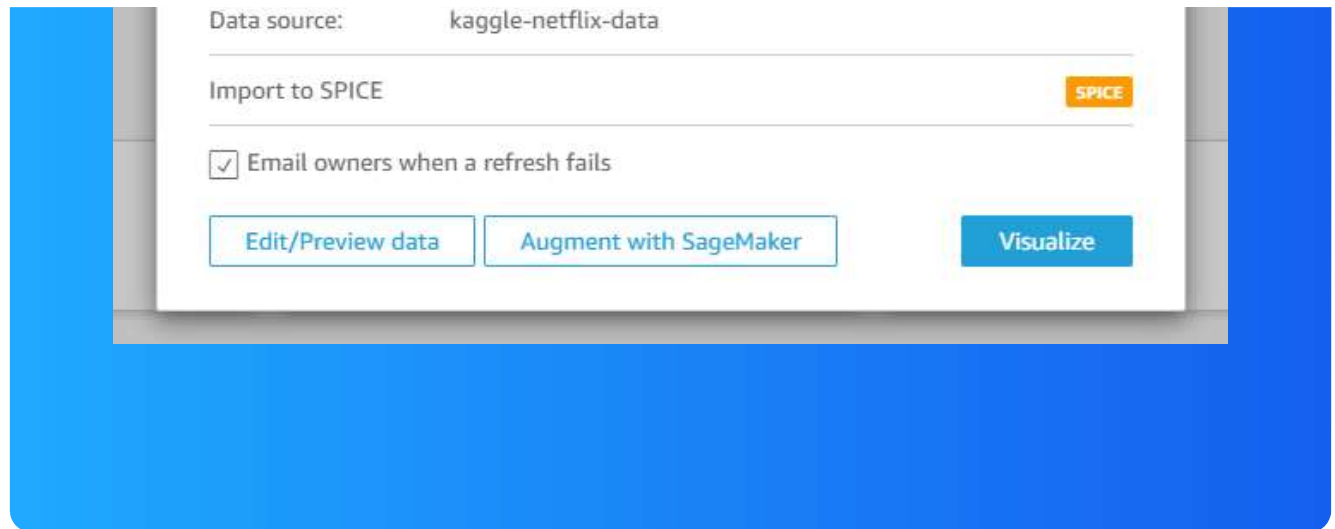 Data source: kaggle-netflix-data
Import to SPICE SPICE
Email owners when a refresh fails
Edit/Preview data Augment with SageMaker Visualize